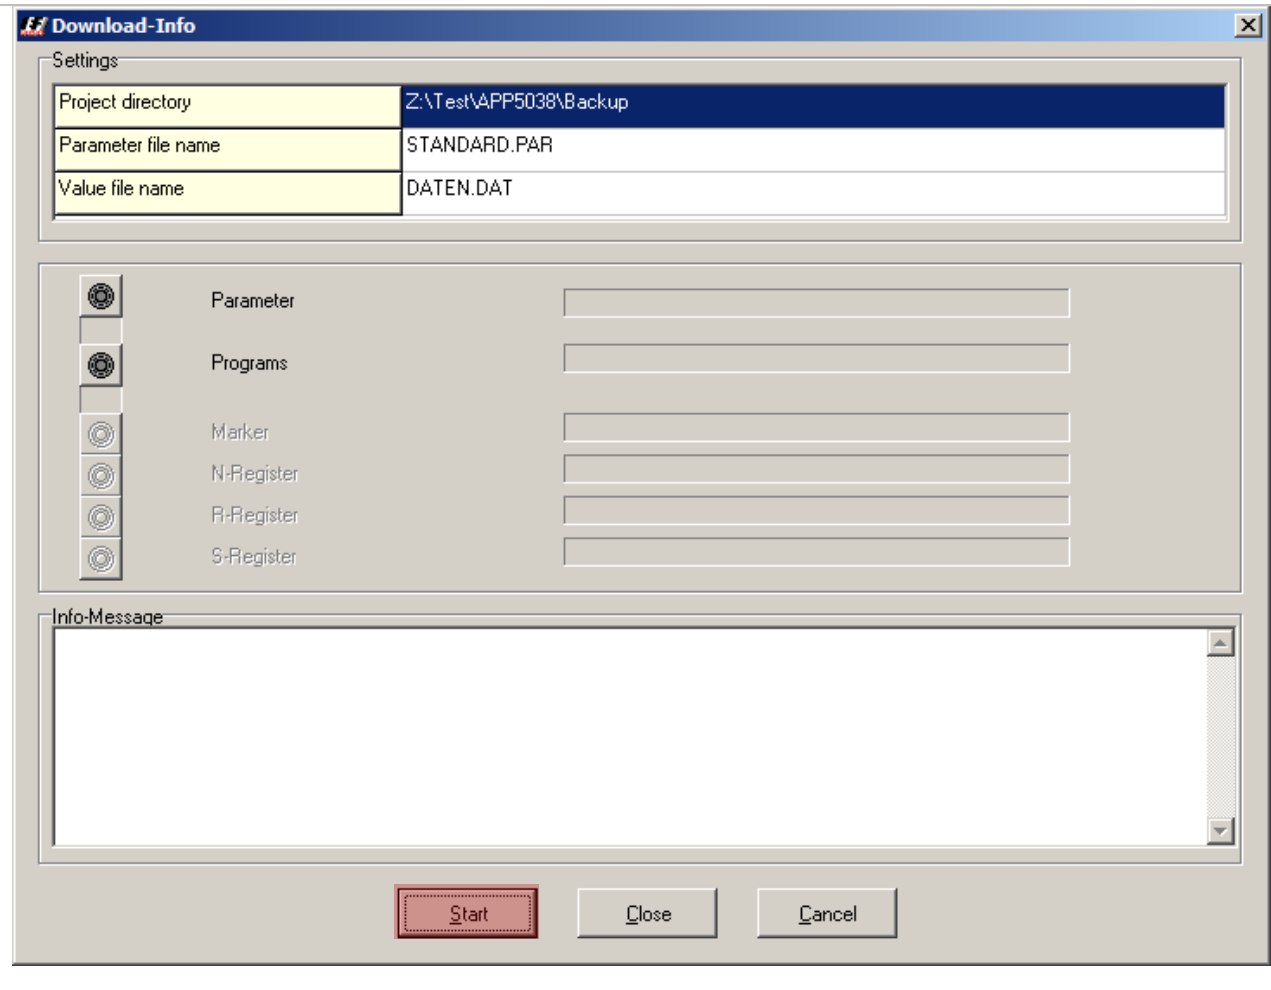 Download-Info
Settings
Project directory Z:\Test\APP5038\Backup
Parameter file name STANDARD.PAR
Value file name DATEN.DAT
Parameter
Programs
Marker
N-Register
R-Register
S-Register
Info-Message
Start Close Cancel